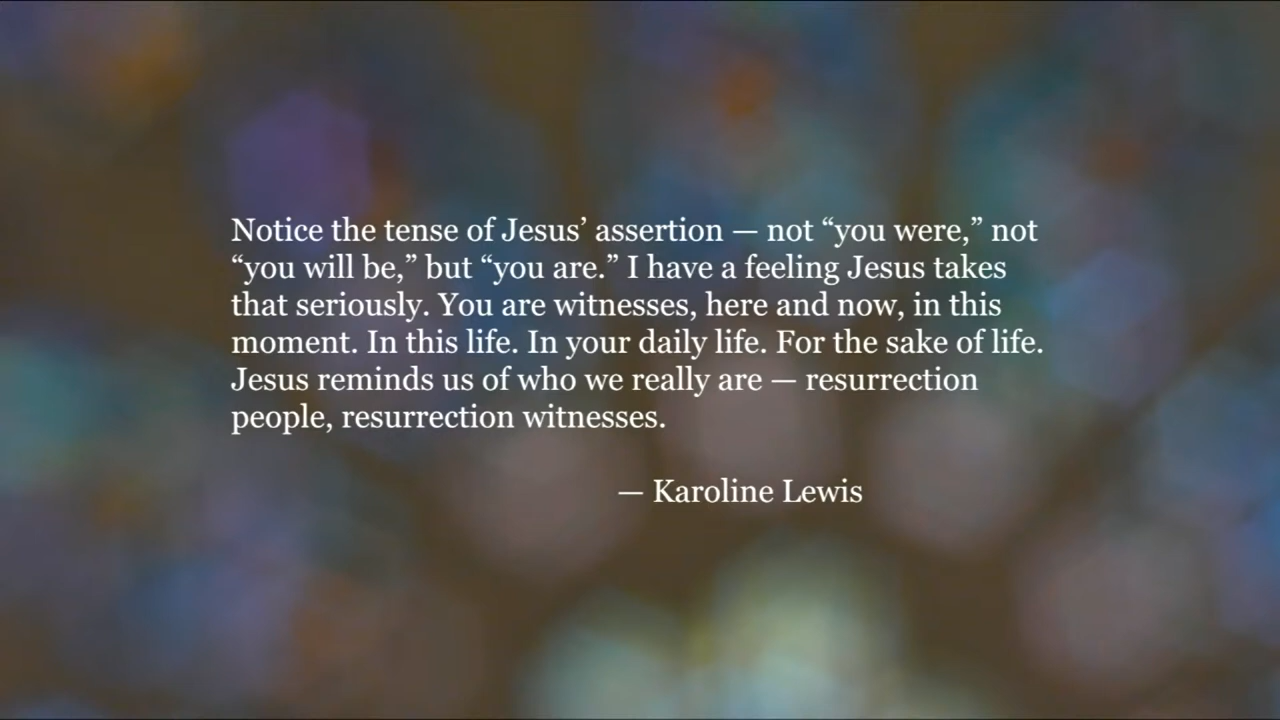 Notice the tense of Jesus’ assertion — not “you were,” not
“you will be,” but “you are.” I have a feeling Jesus takes
that seriously. You are witnesses, here and now, in this
moment. In this life. In your daily life. For the sake of life.
Jesus reminds us of who we really are — resurrection
people, resurrection witnesses.
— Karoline Lewis